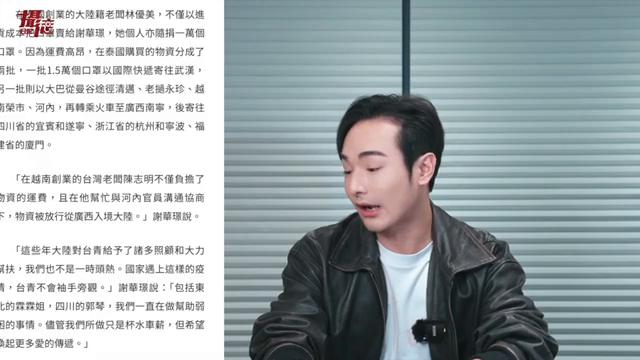 在泰國創業的大陸籍老闆林優美，不僅以進
貨成本把口罩賣給謝華璟，她個人亦隨捐一萬個
口罩。因為運費高昂，在泰國購買的物資分成了
兩批，一批1.5萬個口罩以國際快遞寄往武漢，
另一批則以大巴從曼谷途徑清邁、老撾永珍、越
南榮市、河內，再轉乘火車至廣西南寧，後寄往
四川省的宜賓和遂寧、浙江省的杭州和寧波、福
建省的廈門。
「在越南創業的台灣老闆陳志明不僅負擔了
物資的運費，且在他幫忙與河內官員溝通協商
下，物資被放行從廣西入境大陸。」謝華璟說。
「這些年大陸對台青給予了諸多照顧和大力
幫扶，我們也不是一時頭熱。國家遇上這樣的疫
情，台青不會袖手旁觀。」謝華璟說：「包括東
北的霖霖姐，四川的郭琴，我們一直在做幫助弱
困的事情。儘管我們所做只是杯水車薪，但希望
喚起更多愛的傳遞。」